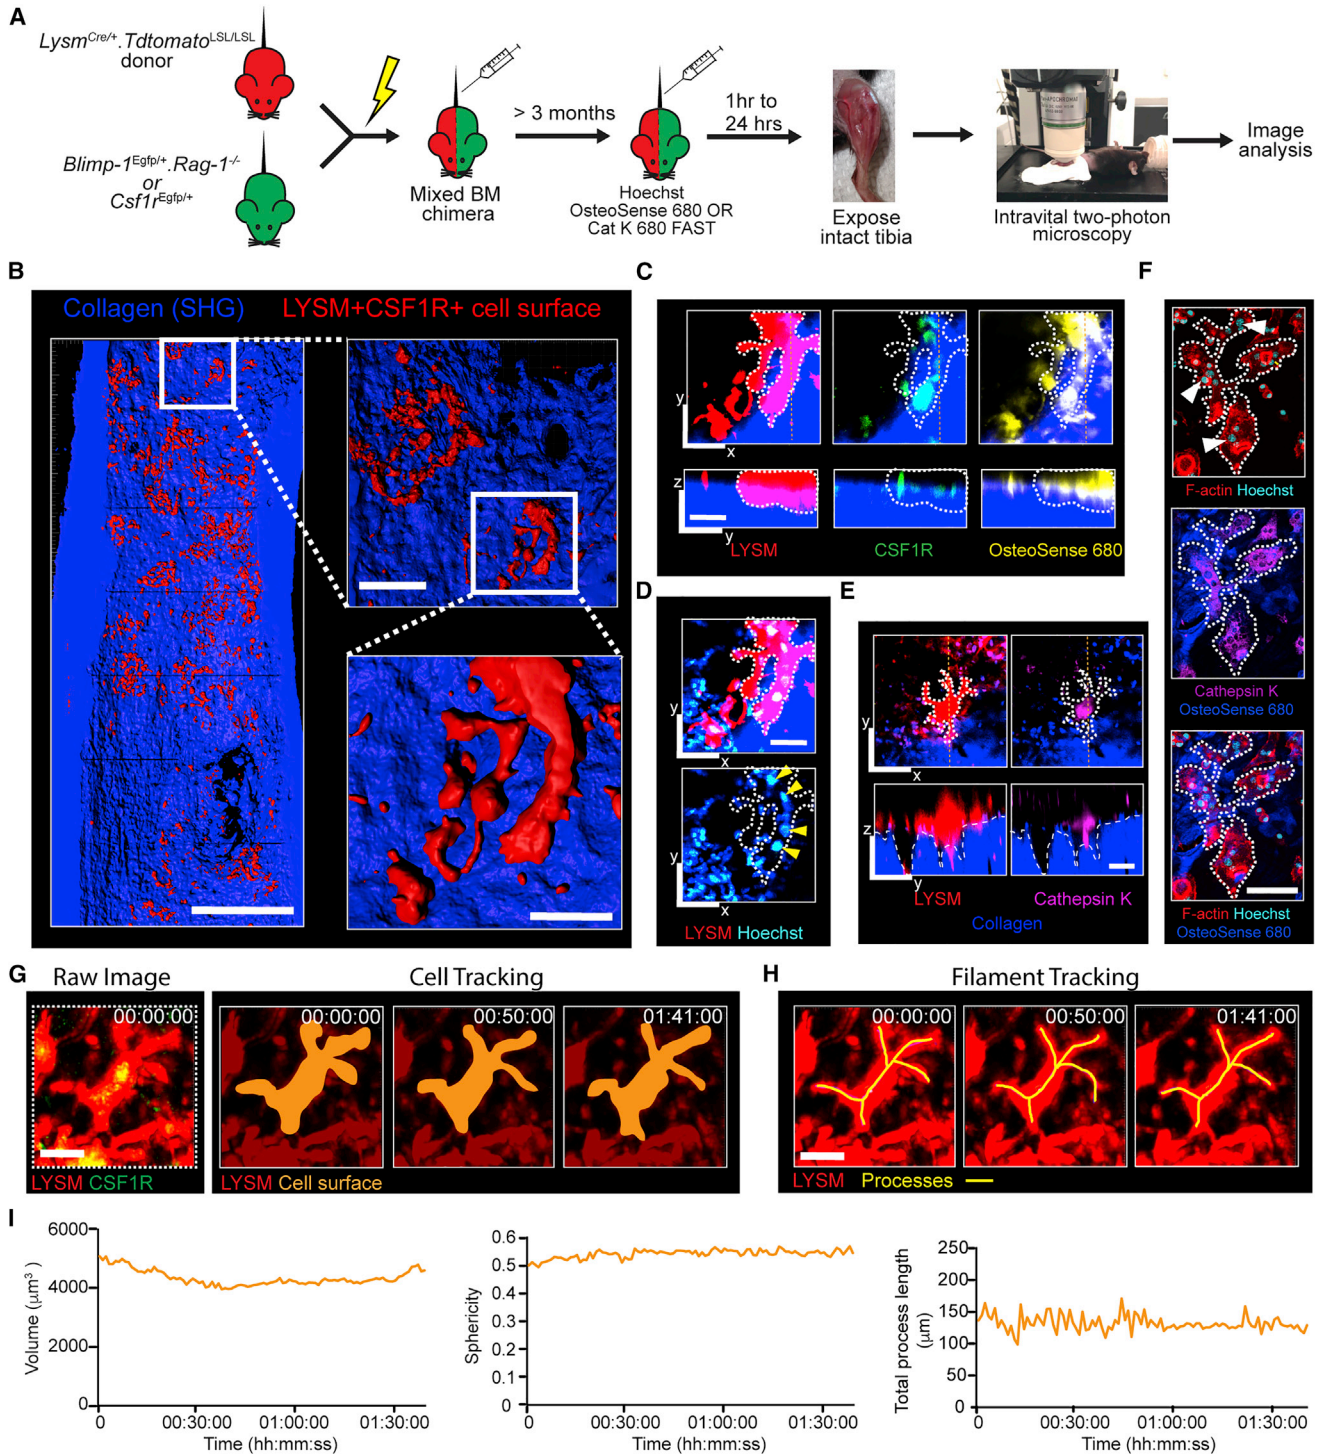 A
Lysm^Cre/+.Tdtomato^LSL/LSL
donor
Blimp-1^Egfp/+.Rag-1^-/-
or
Csf1r^Egfp/+
Mixed BM
chimera
> 3 months
Hoechst
OsteoSense 680 OR
Cat K 680 FAST
1hr to
24 hrs
Expose
intact tibia
Intravital two-photon
microscopy
Image
analysis
B
Collagen (SHG)
LYSM+CSF1R+ cell surface
C
y
x
z
y
LYSM
CSF1R
OsteoSense 680
D
y
x
y
x
LYSM Hoechst
E
y
x
z
y
LYSM
Cathepsin K
Collagen
F
F-actin Hoechst
Cathepsin K
OsteoSense 680
F-actin Hoechst
OsteoSense 680
G
Raw Image
Cell Tracking
00:00:00
00:00:00
00:50:00
01:41:00
LYSM CSF1R
LYSM Cell surface
H
Filament Tracking
00:00:00
00:50:00
01:41:00
LYSM Processes
I
Volume (µm³ )
6000
4000
2000
0
0
00:30:00
01:00:00
01:30:00
Time (hh:mm:ss)
Sphericity
0.6
0.5
0.4
0.3
0.2
0.1
0
0
00:30:00
01:00:00
01:30:00
Time (hh:mm:ss)
Total process length
(µm)
250
200
150
100
50
0
0
00:30:00
01:00:00
01:30:00
Time (hh:mm:ss)